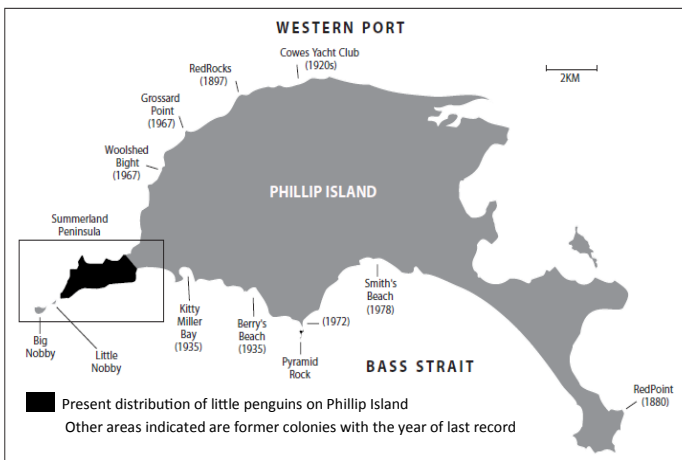 WESTERN PORT
Cowes Yacht Club
(1920s)
RedRocks
(1897)
2KM
Grossard
Point
(1967)
Woolshed
Bight
(1967)
PHILLIP ISLAND
Summerland
Peninsula
Smith's
Beach
(1978)
Kitty
Miller
Bay
(1935)
Berry's
Beach
(1935)
(1972)
Pyramid
Rock
Big
Nobby
Little
Nobby
BASS STRAIT
RedPoint
(1880)
Present distribution of little penguins on Phillip Island
Other areas indicated are former colonies with the year of last record